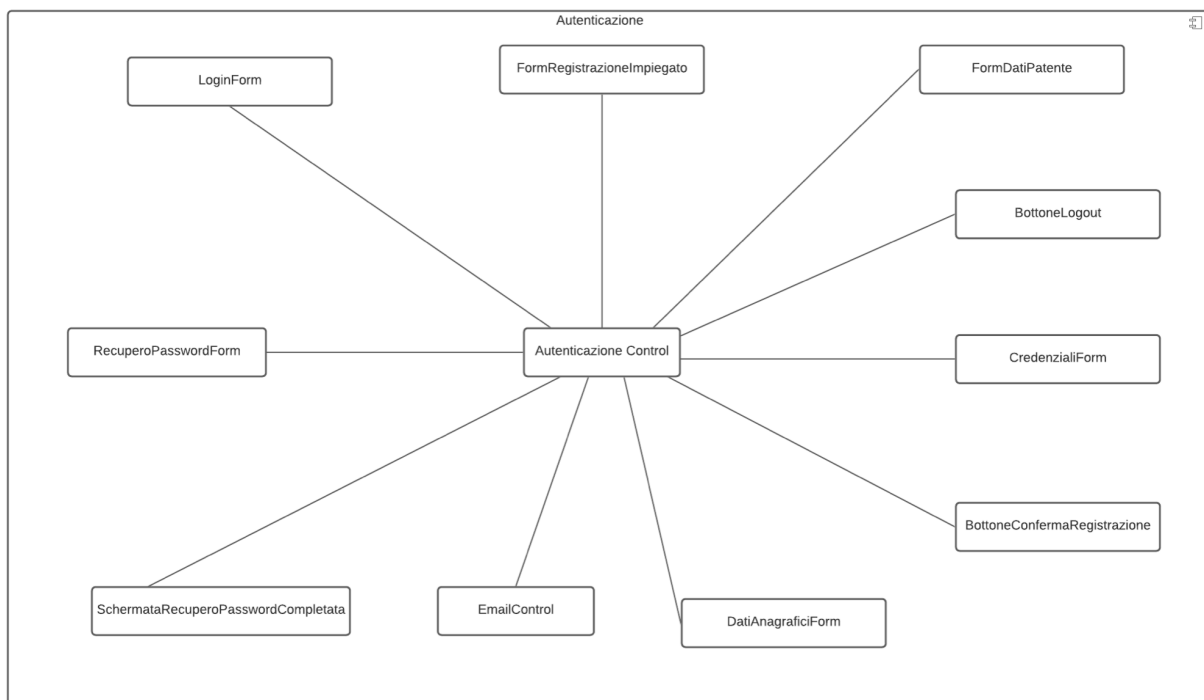 Autenticazione
LoginForm
FormRegistrazioneImpiegato
FormDatiPatente
BottoneLogout
RecuperoPasswordForm
Autenticazione Control
CredenzialiForm
BottoneConfermaRegistrazione
SchermataRecuperoPasswordCompletata
EmailControl
DatiAnagraficiForm